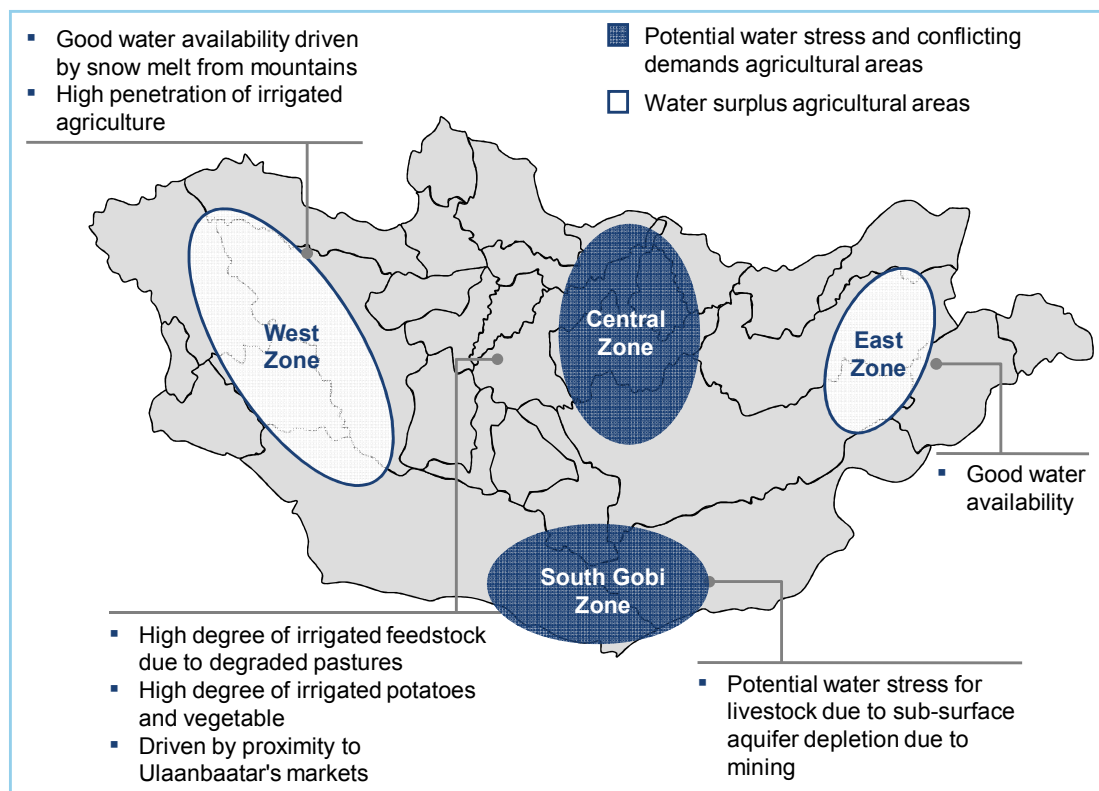 ▪ Good water availability driven
by snow melt from mountains
▪ High penetration of irrigated
agriculture
Potential water stress and conflicting
demands agricultural areas
Water surplus agricultural areas
West
Zone
Central
Zone
East
Zone
▪ Good water
availability
South Gobi
Zone
▪ High degree of irrigated feedstock
due to degraded pastures
▪ High degree of irrigated potatoes
and vegetable
▪ Driven by proximity to
Ulaanbaatar's markets
▪ Potential water stress for
livestock due to sub-surface
aquifer depletion due to
mining